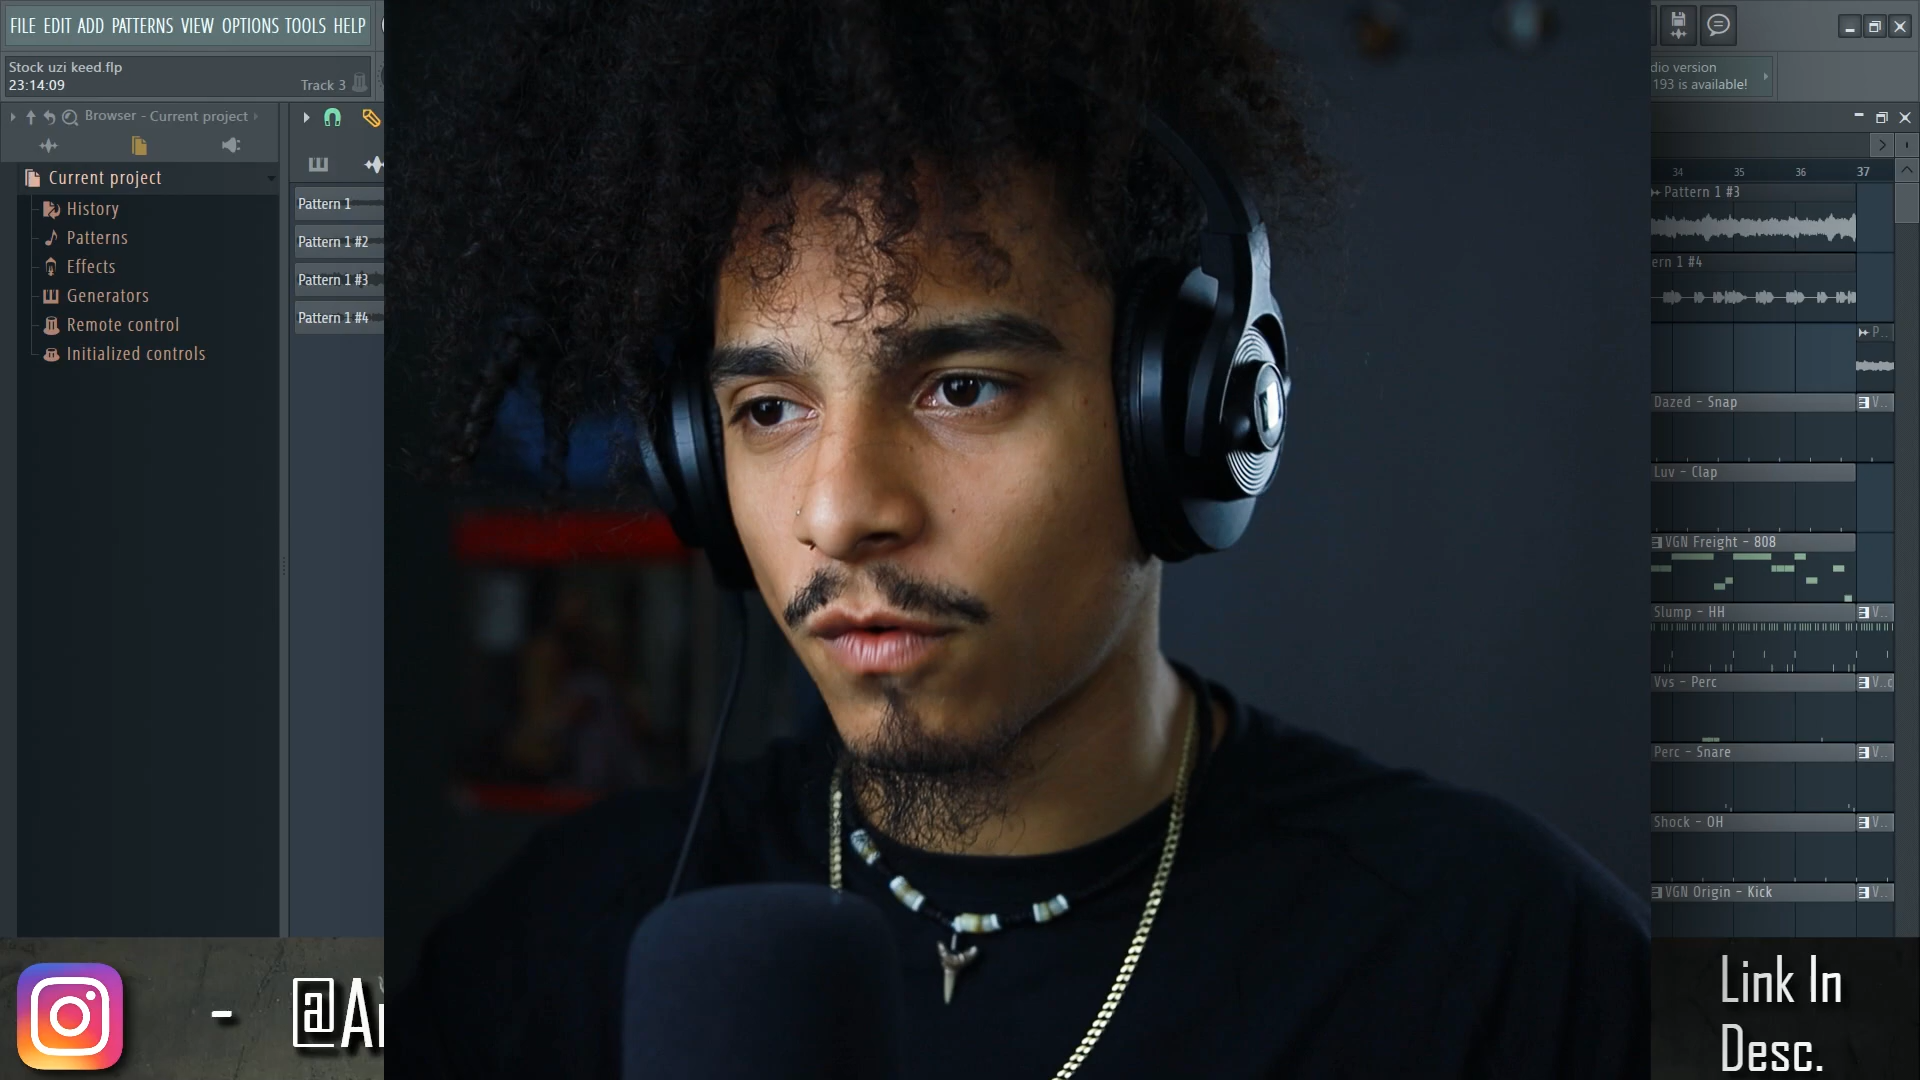 FILE EDIT ADD PATTERNS VIEW OPTIONS TOOLS HELP
Stock uzi keed.flp
23:14:09
Track 3
dio version
193 is available!
Browser - Current project
Current project
History
Patterns
Effects
Generators
Remote control
Initialized controls
Pattern 1
Pattern 1 #2
Pattern 1 #3
Pattern 1 #4
34 35 36 37
Pattern 1 #3
ern 1 #4
P..
Dazed - Snap
V..
Luv - Clap
VGN Freight - 808
Slump - HH
V..
Vvs - Perc
V..c
Perc - Snare
V..
Shock - OH
V..
VGN Origin - Kick
V..
- @A
Link In
Desc.